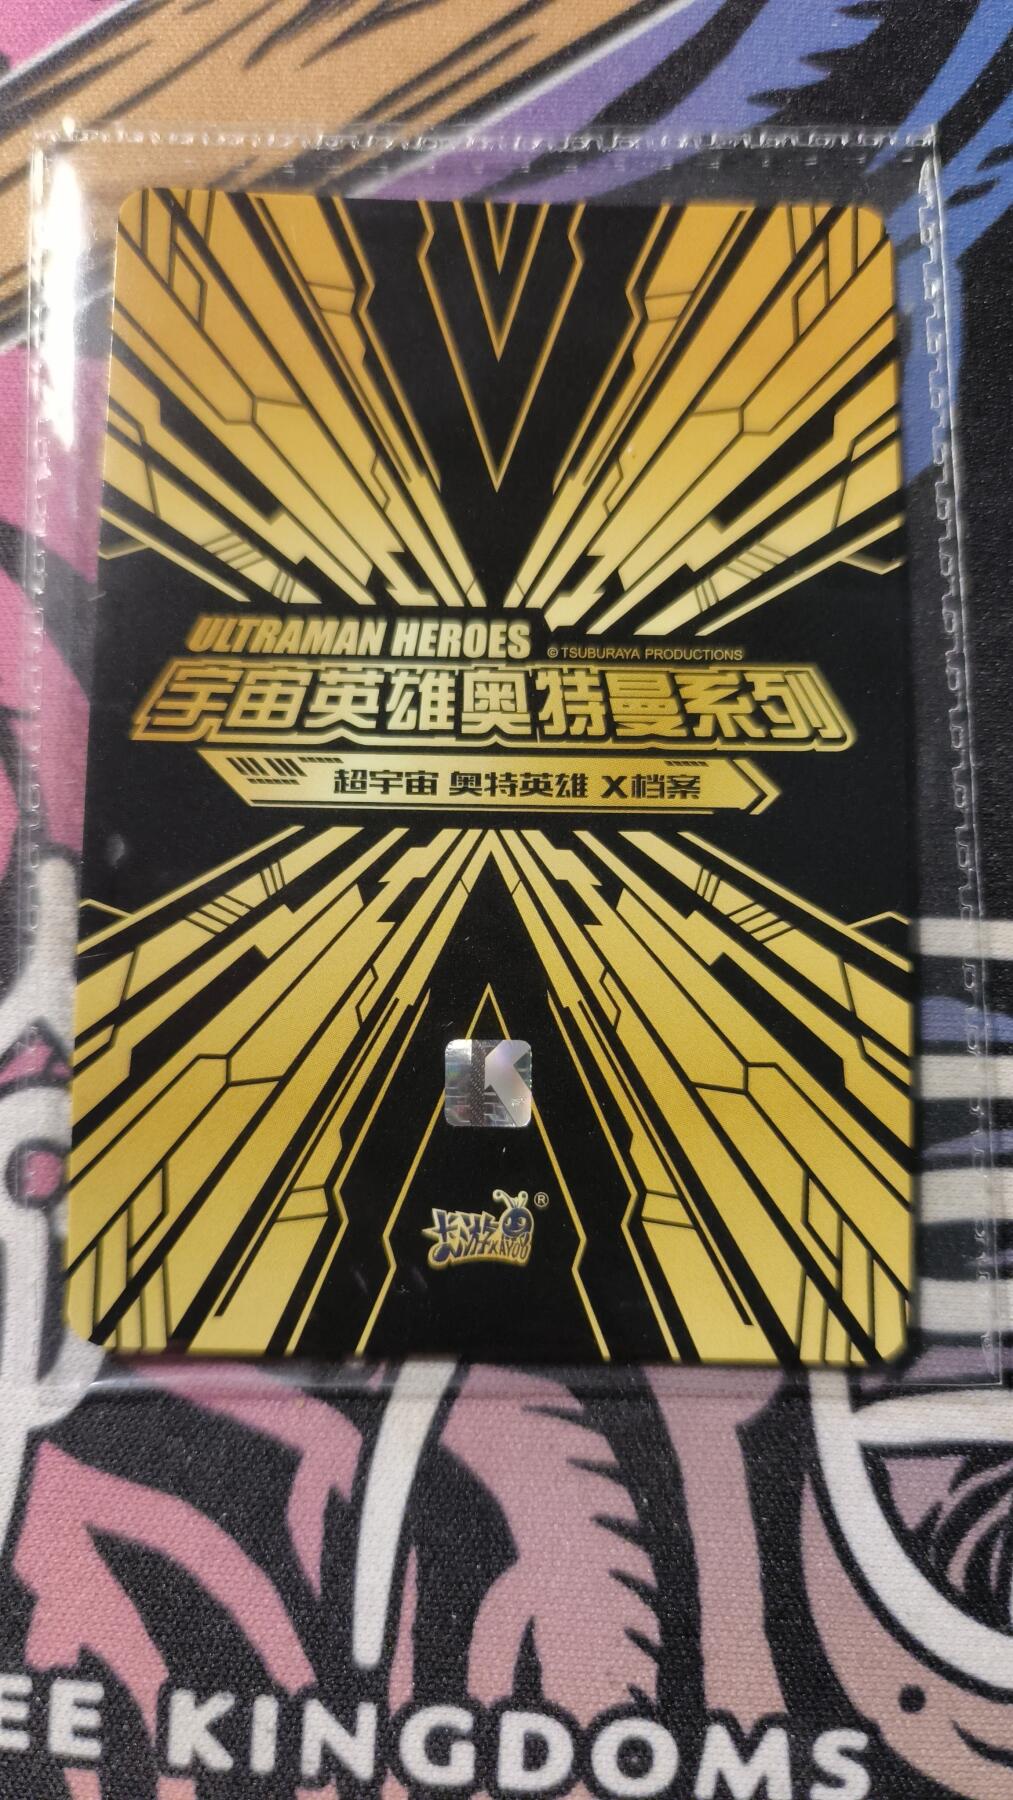 ULTRAMAN HEROES © TSUBURAYA PRODUCTIONS
宇宙英雄奥特曼系列
超宇宙 奥特英雄 X档案
卡游 KAYOU ®
EE KINGDOMS